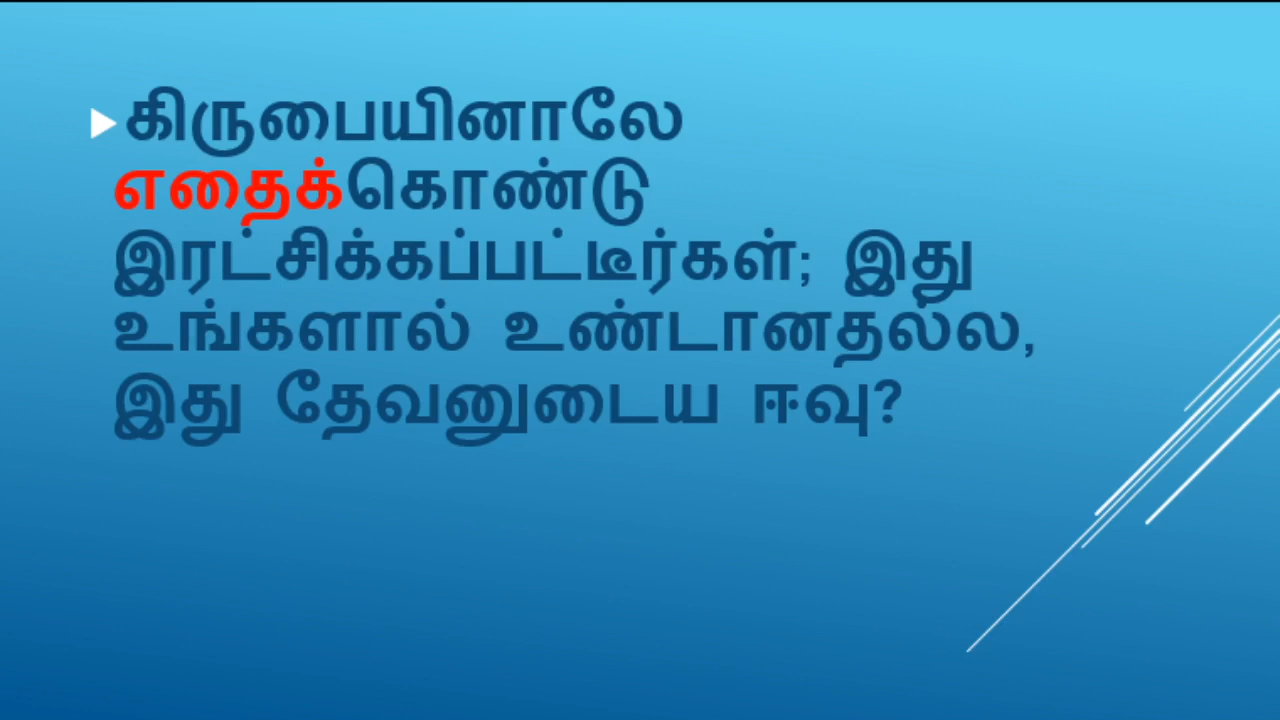 கிருபையினாலே
எதைக்கொண்டு
இரட்சிக்கப்பட்டீர்கள்; இது
உங்களால் உண்டானதல்ல,
இது தேவனுடைய ஈவு?